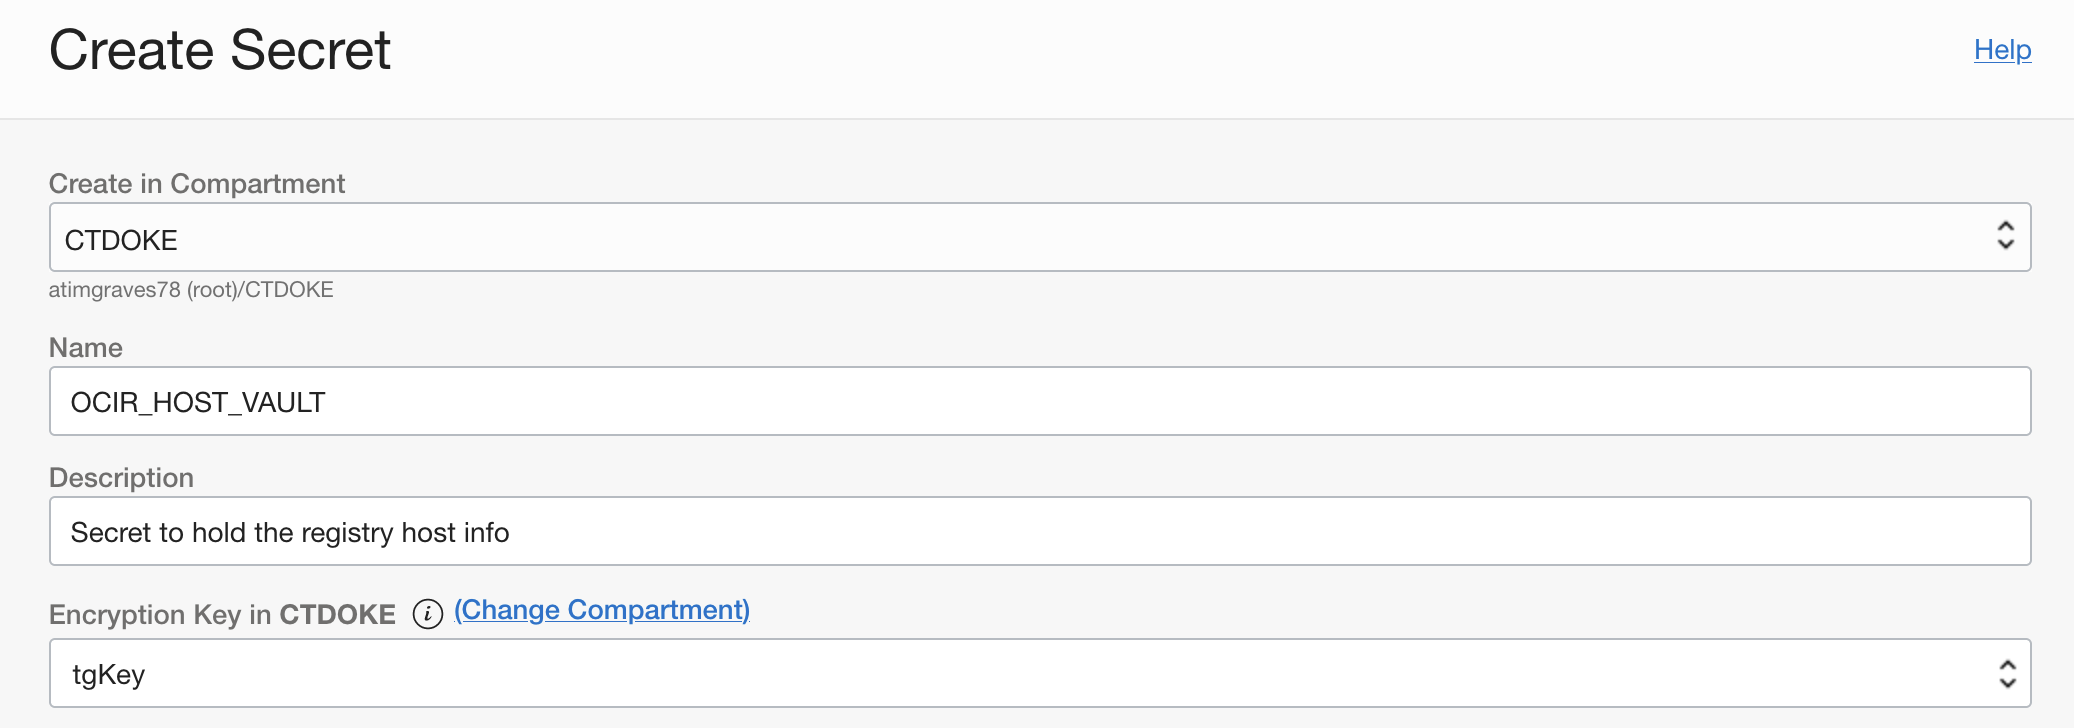 Create Secret
Help
Create in Compartment
CTDOKE
atimgraves78 (root)/CTDOKE
Name
OCIR_HOST_VAULT
Description
Secret to hold the registry host info
Encryption Key in CTDOKE i (Change Compartment)
tgKey